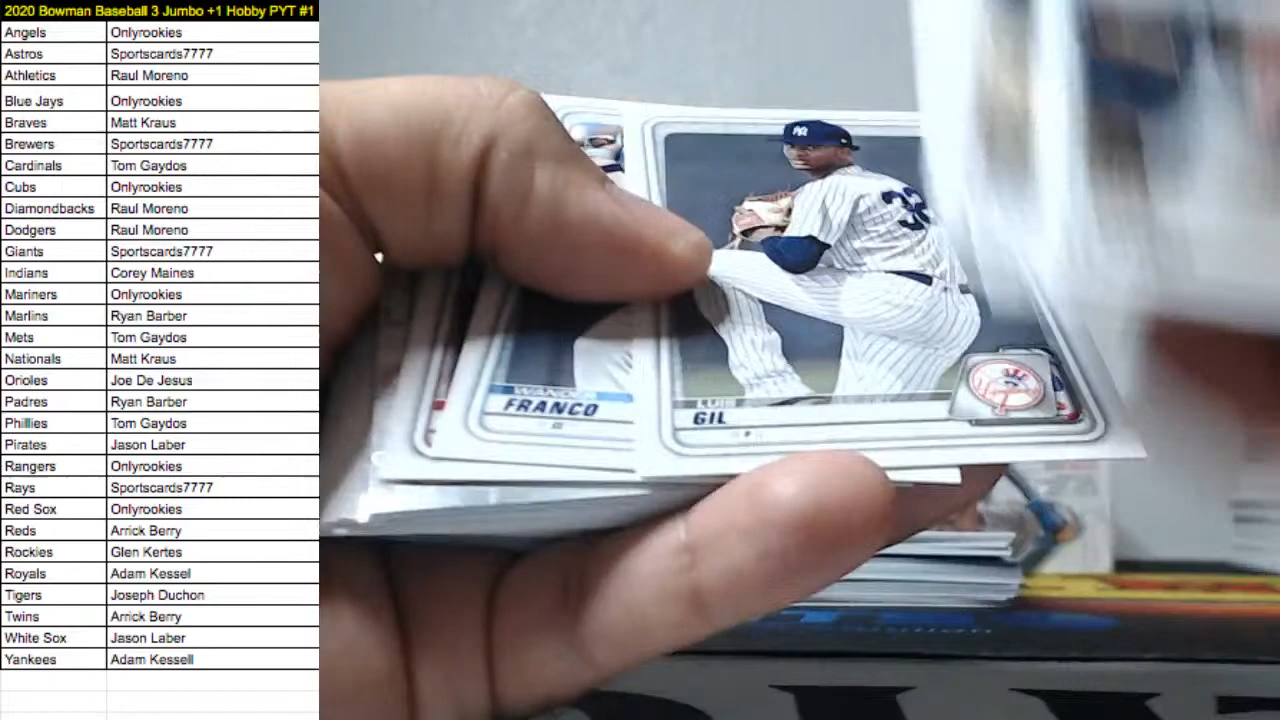 2020 Bowman Baseball 3 Jumbo +1 Hobby PYT #1
Angels Onlyrookies
Astros Sportscards7777
Athletics Raul Moreno
Blue Jays Onlyrookies
Braves Matt Kraus
Brewers Sportscards7777
Cardinals Tom Gaydos
Cubs Onlyrookies
Diamondbacks Raul Moreno
Dodgers Raul Moreno
Giants Sportscards7777
Indians Corey Maines
Mariners Onlyrookies
Marlins Ryan Barber
Mets Tom Gaydos
Nationals Matt Kraus
Orioles Joe De Jesus
Padres Ryan Barber
Phillies Tom Gaydos
Pirates Jason Laber
Rangers Onlyrookies
Rays Sportscards7777
Red Sox Onlyrookies
Reds Arrick Berry
Rockies Glen Kertes
Royals Adam Kessel
Tigers Joseph Duchon
Twins Arrick Berry
White Sox Jason Laber
Yankees Adam Kessell
NY
32
WANDER
FRANCO
LUIS
GIL
P